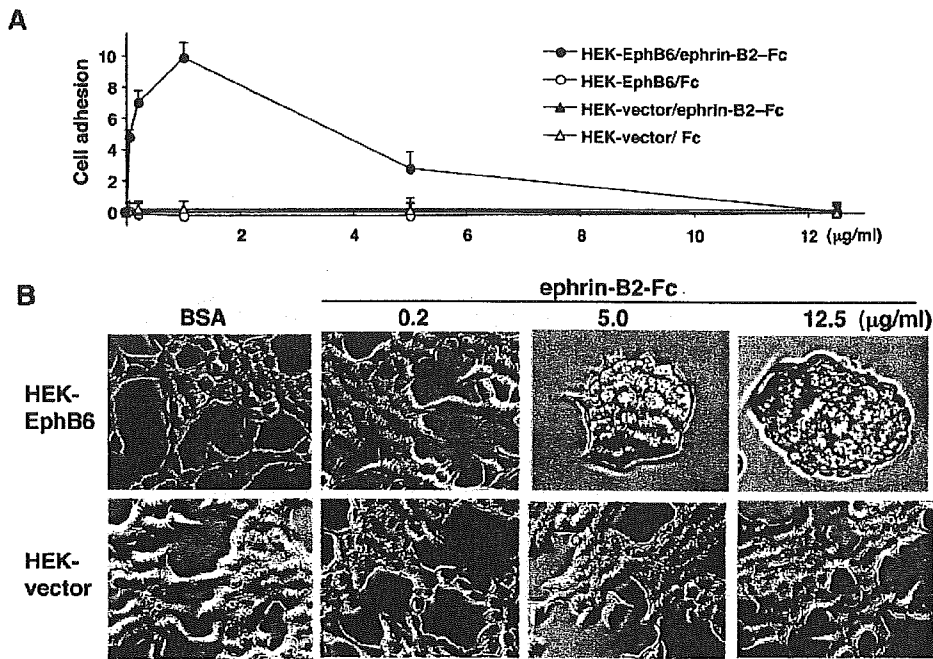 A
Cell adhesion
10
8
6
4
2
0
2 4 6 8 10 12 (μg/ml)
HEK-EphB6/ephrin-B2–Fc
HEK-EphB6/Fc
HEK-vector/ephrin-B2–Fc
HEK-vector/ Fc
B
ephrin-B2-Fc
BSA 0.2 5.0 12.5 (μg/ml)
HEK-
EphB6
HEK-
vector